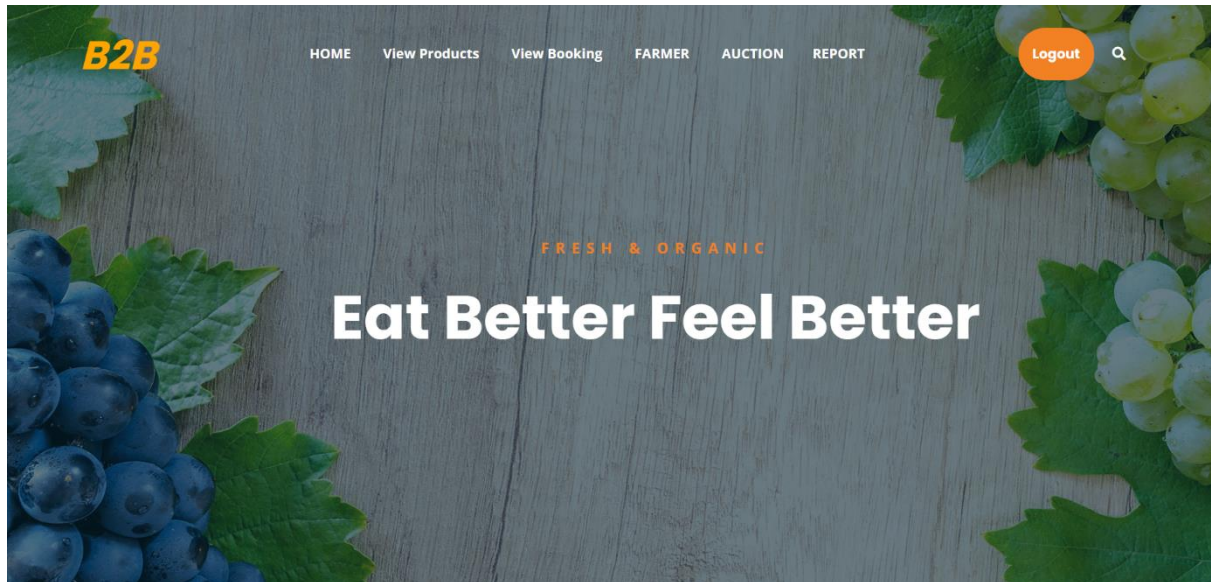 B2B HOME View Products View Booking FARMER AUCTION REPORT Logout
FRESH & ORGANIC
Eat Better Feel Better